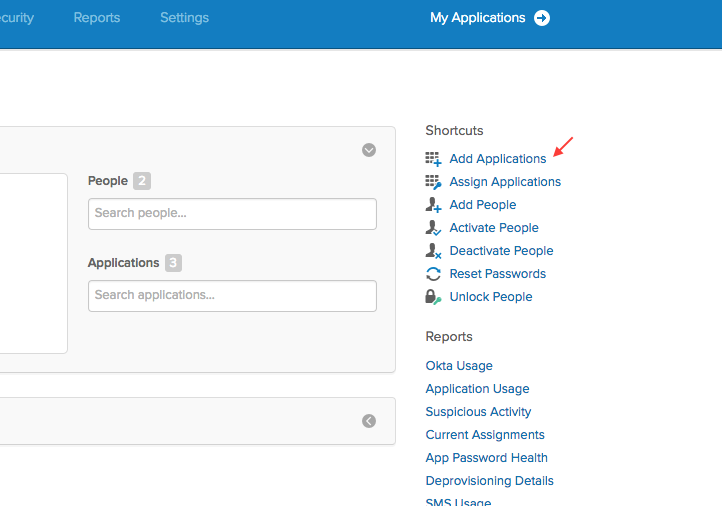 curity Reports Settings My Applications
Shortcuts
Add Applications
Assign Applications
Add People
Activate People
Deactivate People
Reset Passwords
Unlock People
People 2
Search people...
Applications 3
Search applications...
Reports
Okta Usage
Application Usage
Suspicious Activity
Current Assignments
App Password Health
Deprovisioning Details
SMS Usage